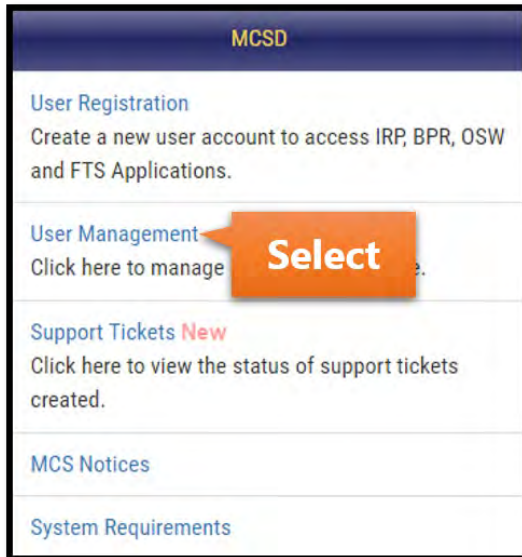 MCSD
User Registration
Create a new user account to access IRP, BPR, OSW
and FTS Applications.
User Management
Select
Click here to manage e.
Support Tickets New
Click here to view the status of support tickets
created.
MCS Notices
System Requirements